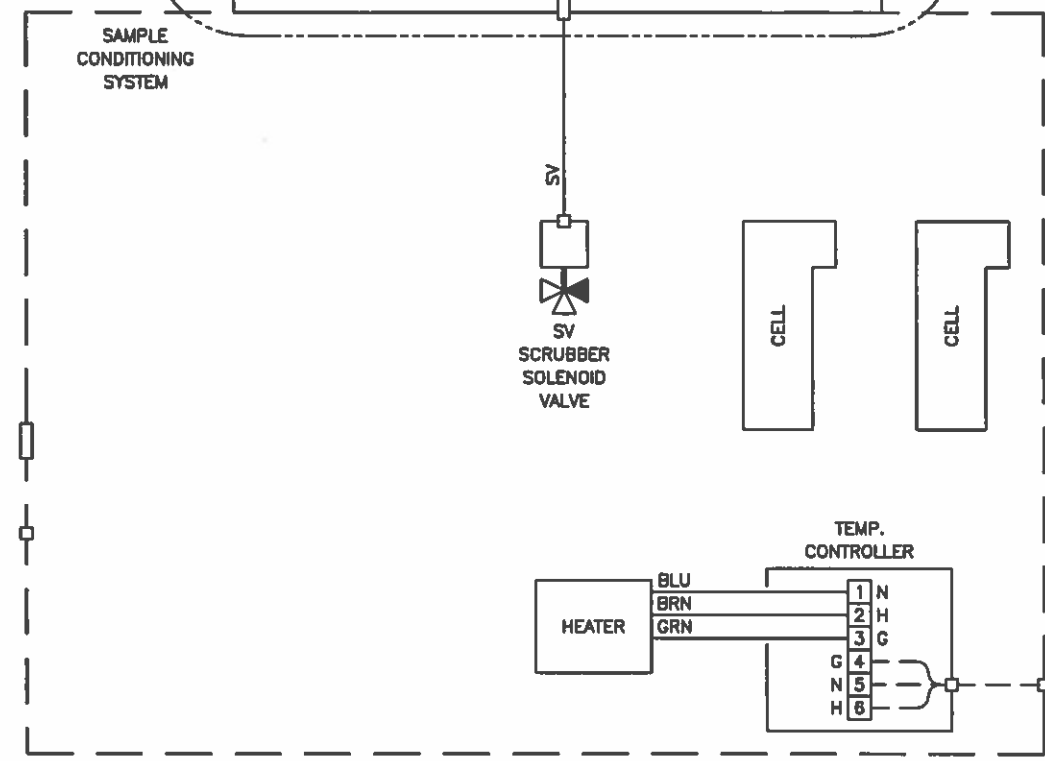 SAMPLE
CONDITIONING
SYSTEM
SV
SV
SCRUBBER
SOLENOID
VALVE
CELL
CELL
TEMP.
CONTROLLER
HEATER
BLU
BRN
GRN
1 N
2 H
3 G
G 4
N 5
H 6